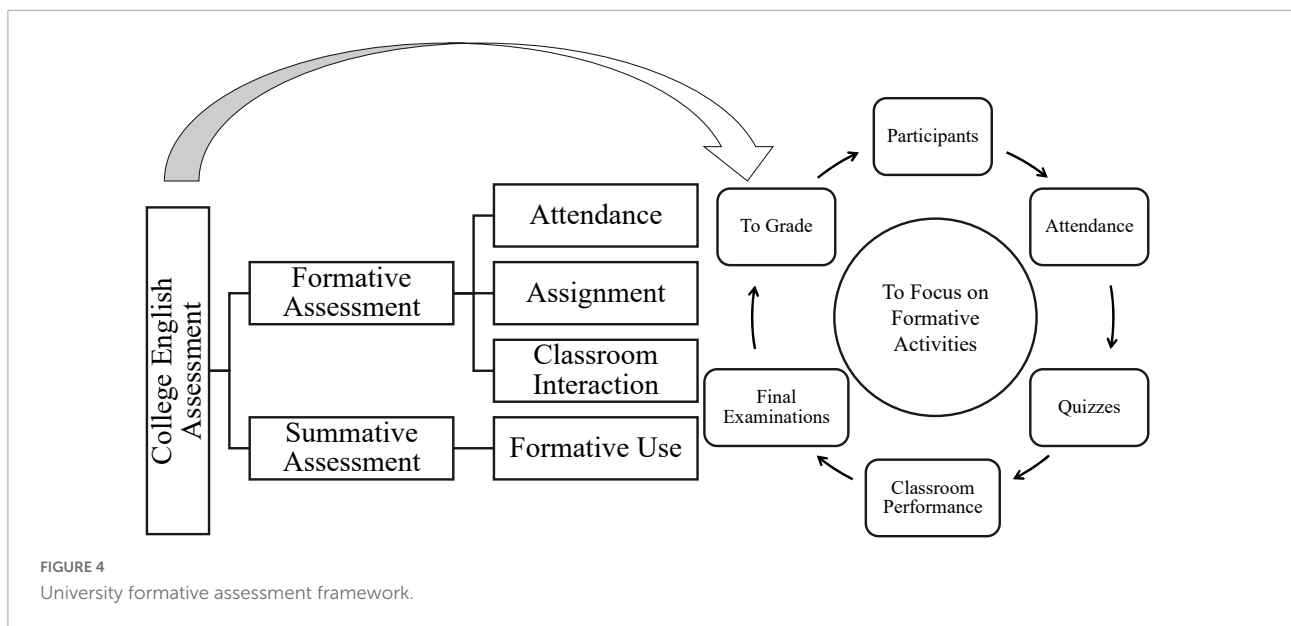 College English
Assessment
Formative
Assessment
Summative
Assessment
Attendance
Assignment
Classroom
Interaction
Formative Use
Participants
To Grade
Attendance
To Focus on
Formative
Activities
Final
Examinations
Quizzes
Classroom
Performance
FIGURE 4
University formative assessment framework.